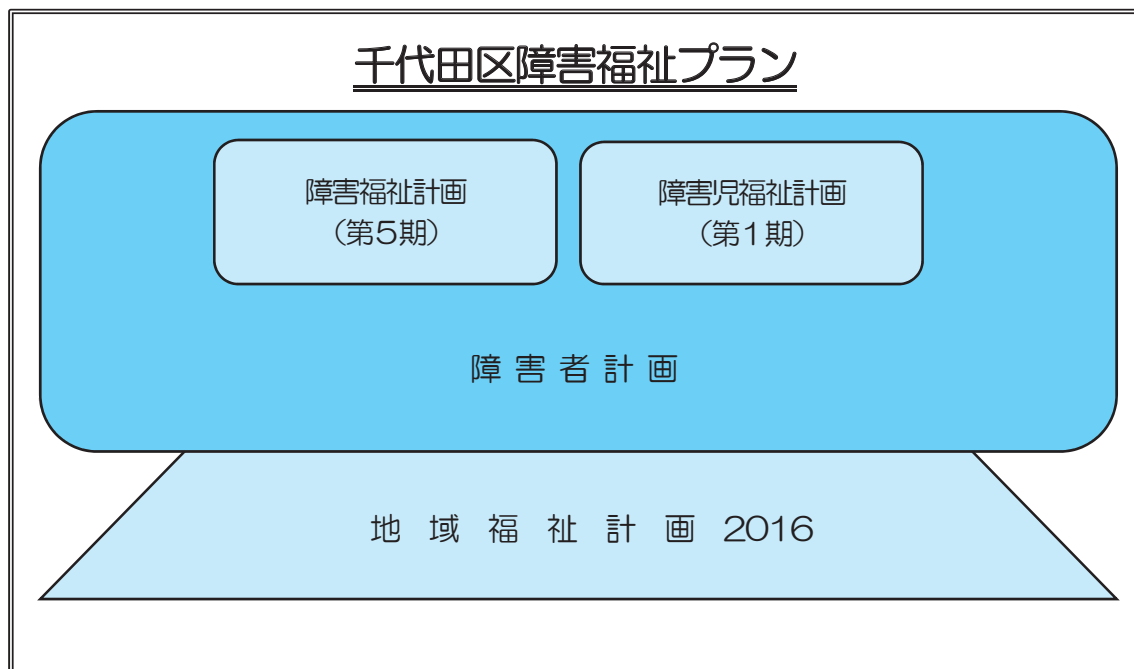 千代田区障害福祉プラン
障害福祉計画
（第５期）
障害児福祉計画
（第１期）
障害者計画
地域福祉計画 2016